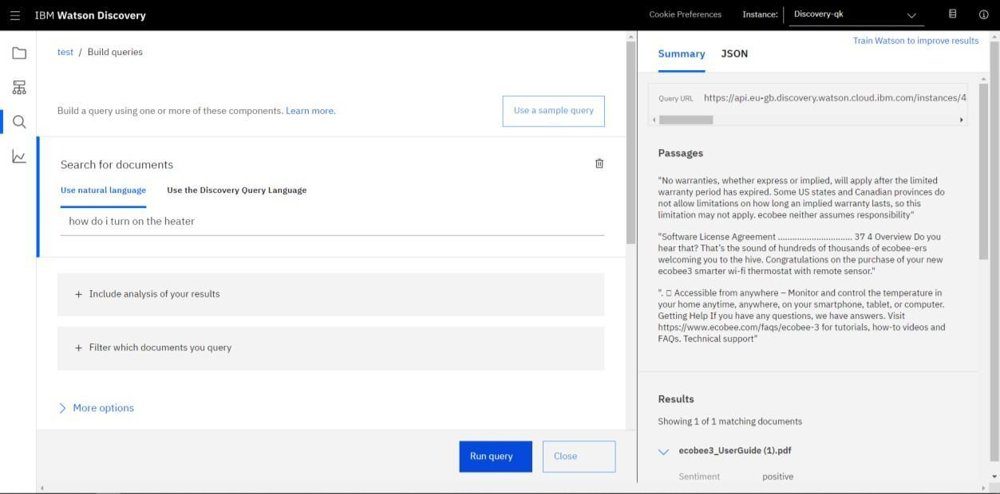 IBM Watson Discovery
Cookie Preferences
Instance:
Discovery-qk
test / Build queries
Build a query using one or more of these components. Learn more.
Use a sample query
Search for documents
Use natural language
Use the Discovery Query Language
how do i turn on the heater
+ Include analysis of your results
+ Filter which documents you query
More options
Run query
Close
Train Watson to improve results
Summary
JSON
Query URL https://api.eu-gb.discovery.watson.cloud.ibm.com/instances/4
Passages
"No warranties, whether express or implied, will apply after the limited
warranty period has expired. Some US states and Canadian provinces do
not allow limitations on how long an implied warranty lasts, so this
limitation may not apply. ecobee neither assumes responsibility"
"Software License Agreement ............................... 37 4 Overview Do you
hear that? That's the sound of hundreds of thousands of ecobee-ers
welcoming you to the hive. Congratulations on the purchase of your new
ecobee3 smarter wi-fi thermostat with remote sensor."
". □ Accessible from anywhere – Monitor and control the temperature in
your home anytime, anywhere, on your smartphone, tablet, or computer.
Getting Help If you have any questions, we have answers. Visit
https://www.ecobee.com/faqs/ecobee-3 for tutorials, how-to videos and
FAQs. Technical support"
Results
Showing 1 of 1 matching documents
ecobee3_UserGuide (1).pdf
Sentiment positive